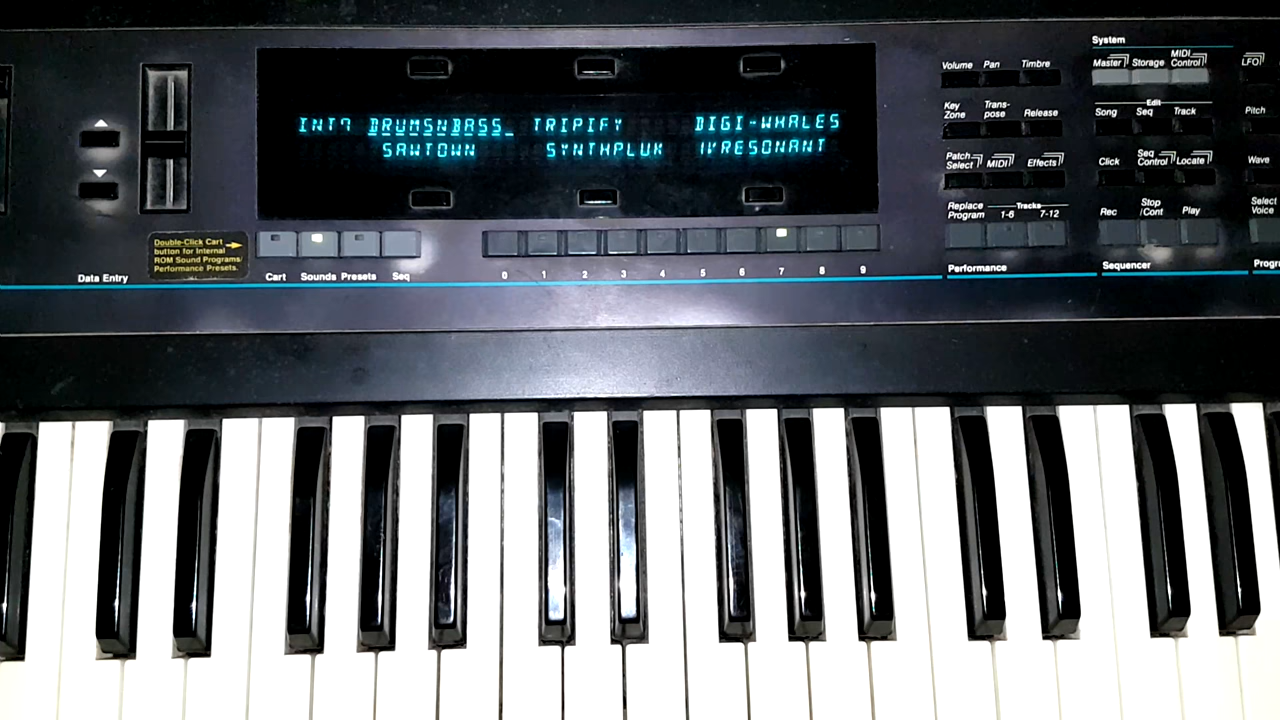 INT7 DRUMSNBASS_ TRIPIFY DIGI-WHALES
SAWTOWN SYNTHPLUK IVRESONANT
Double-Click Cart
button for Internal
ROM Sound Programs/
Performance Presets.
Data Entry
Cart Sounds Presets Seq
0 1 2 3 4 5 6 7 8 9
Volume Pan Timbre
Key Zone Trans-pose Release
Patch Select MIDI Effects
Replace Program Tracks 1-6 7-12
Performance
System
Master Storage MIDI Control
Edit
Song Seq Track
Click Seq Control Locate
Rec Stop /Cont Play
Sequencer
LFO
Pitch
Wave
Select Voice